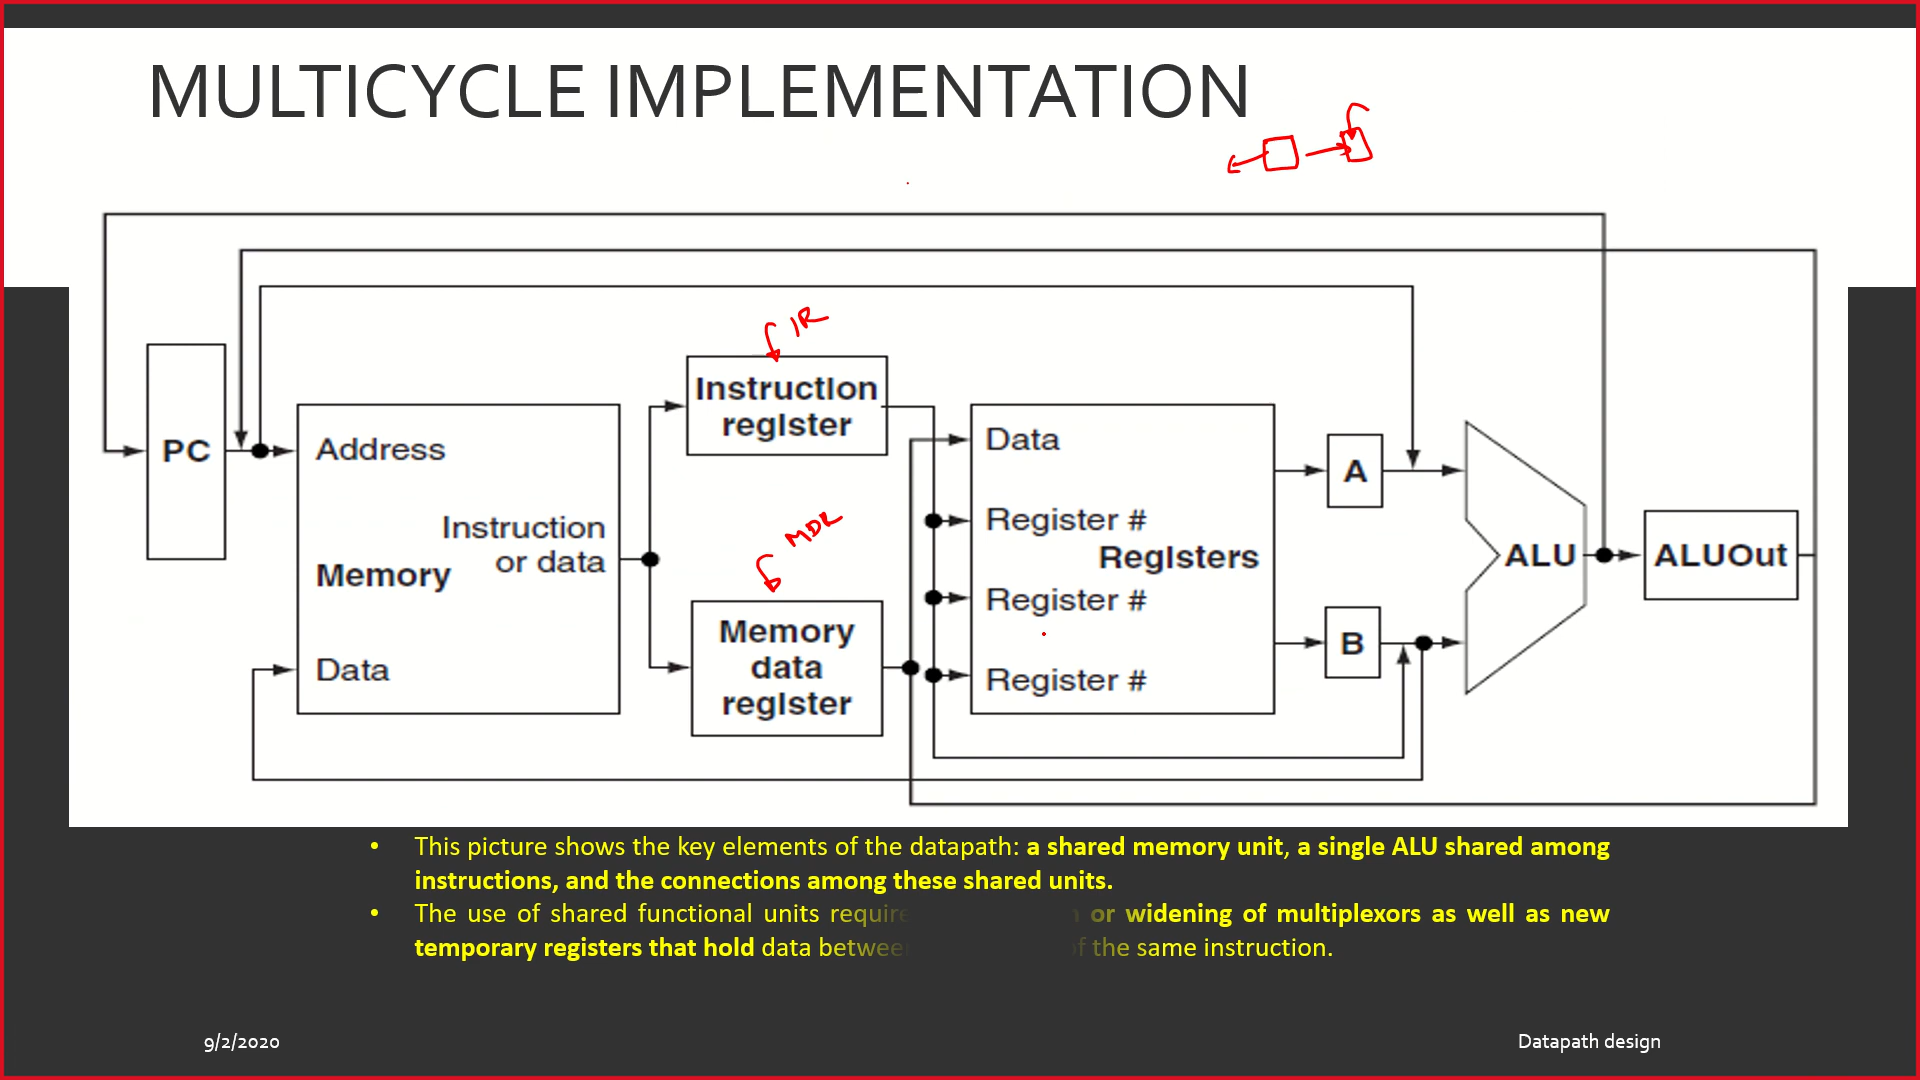 MULTICYCLE IMPLEMENTATION
IR
Instruction
register
PC
Address
Data
A
Instruction
or data
Memory
MDR
Register #
Registers
ALU
ALUOut
Register #
Memory
data
register
B
Data
Register #
• This picture shows the key elements of the datapath: a shared memory unit, a single ALU shared among
instructions, and the connections among these shared units.
• The use of shared functional units require or widening of multiplexors as well as new
temporary registers that hold data between of the same instruction.
9/2/2020
Datapath design